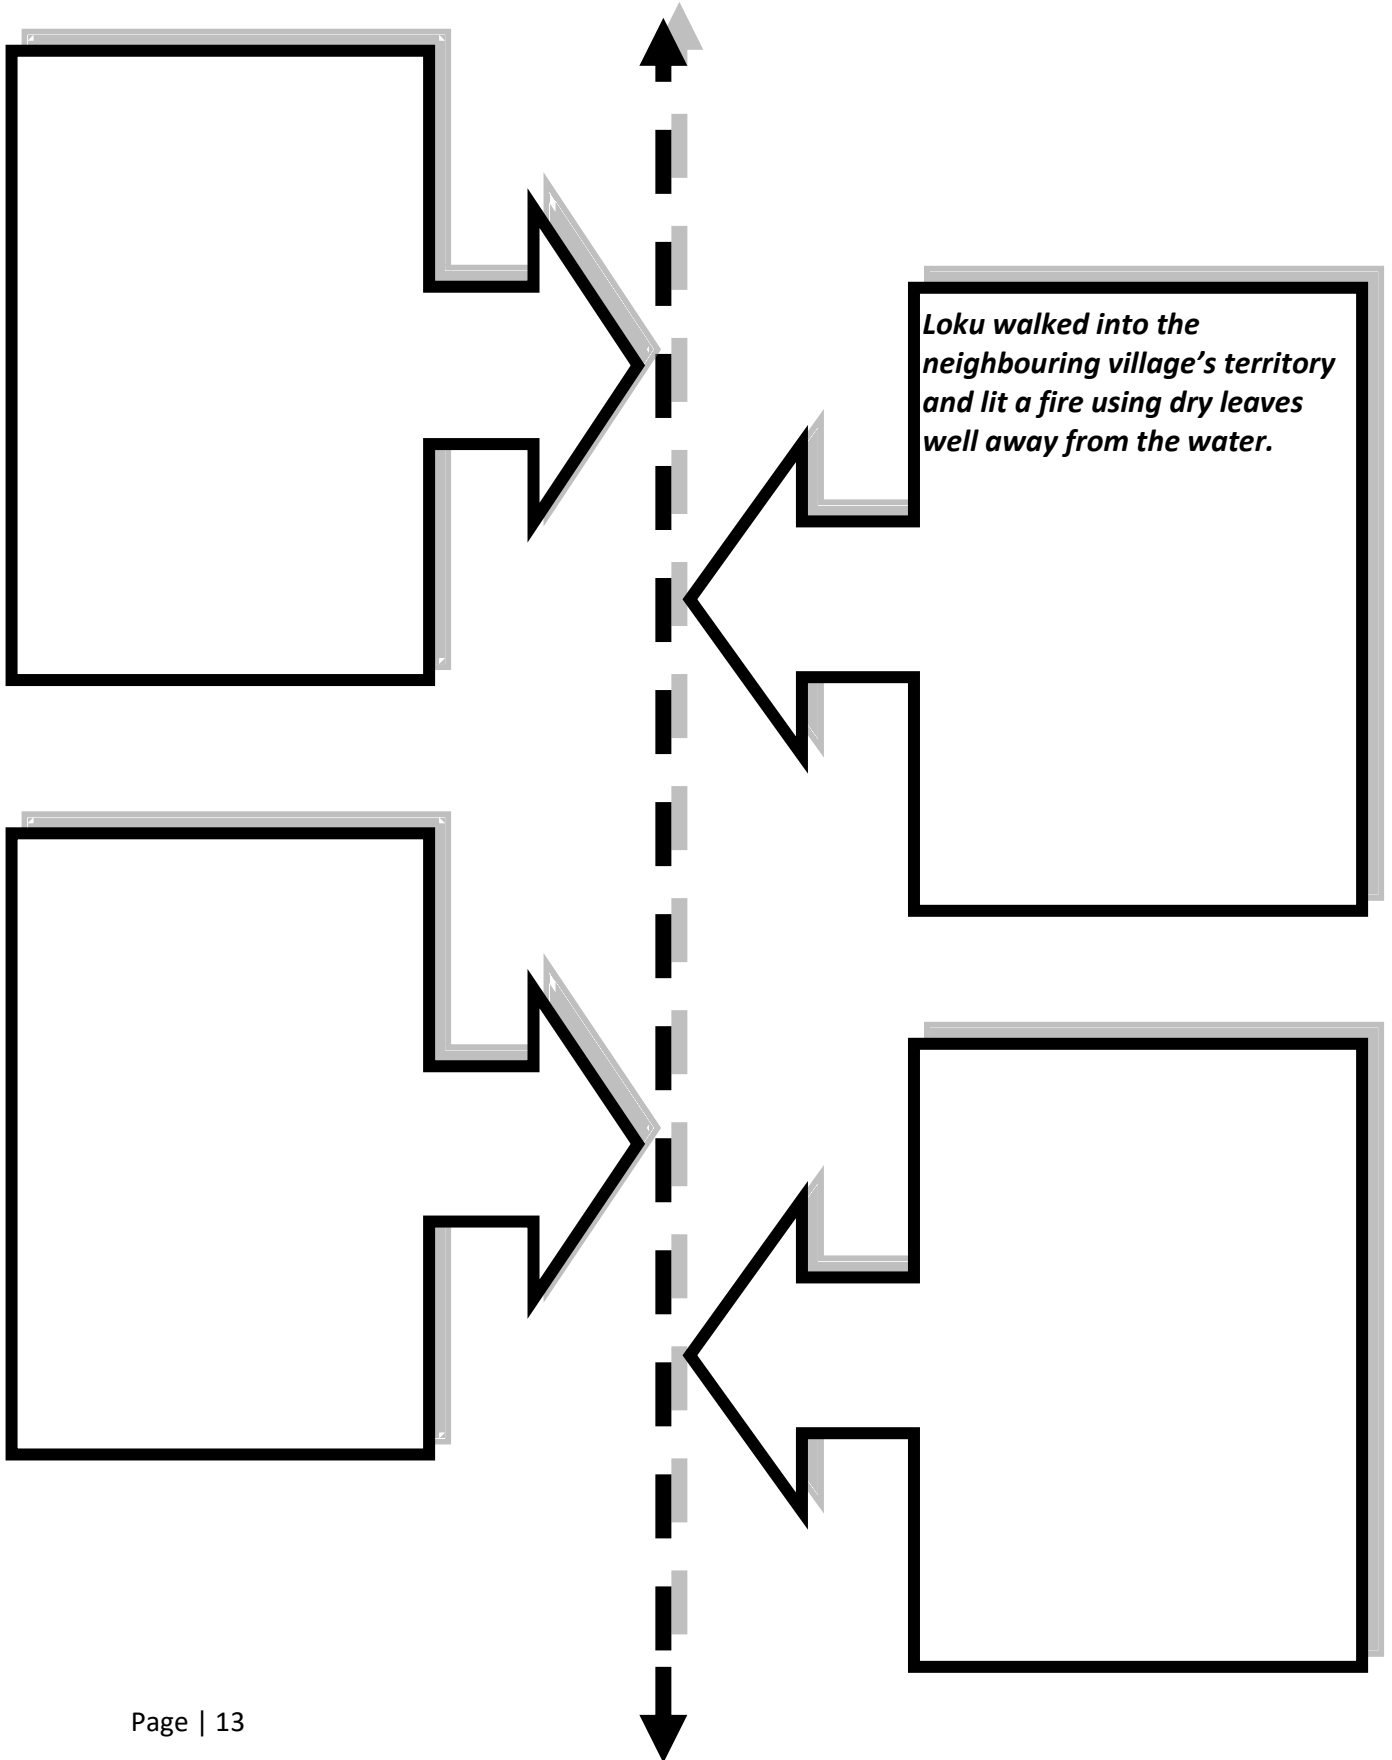 Loku walked into the
neighbouring village’s territory
and lit a fire using dry leaves
well away from the water.
Page | 13